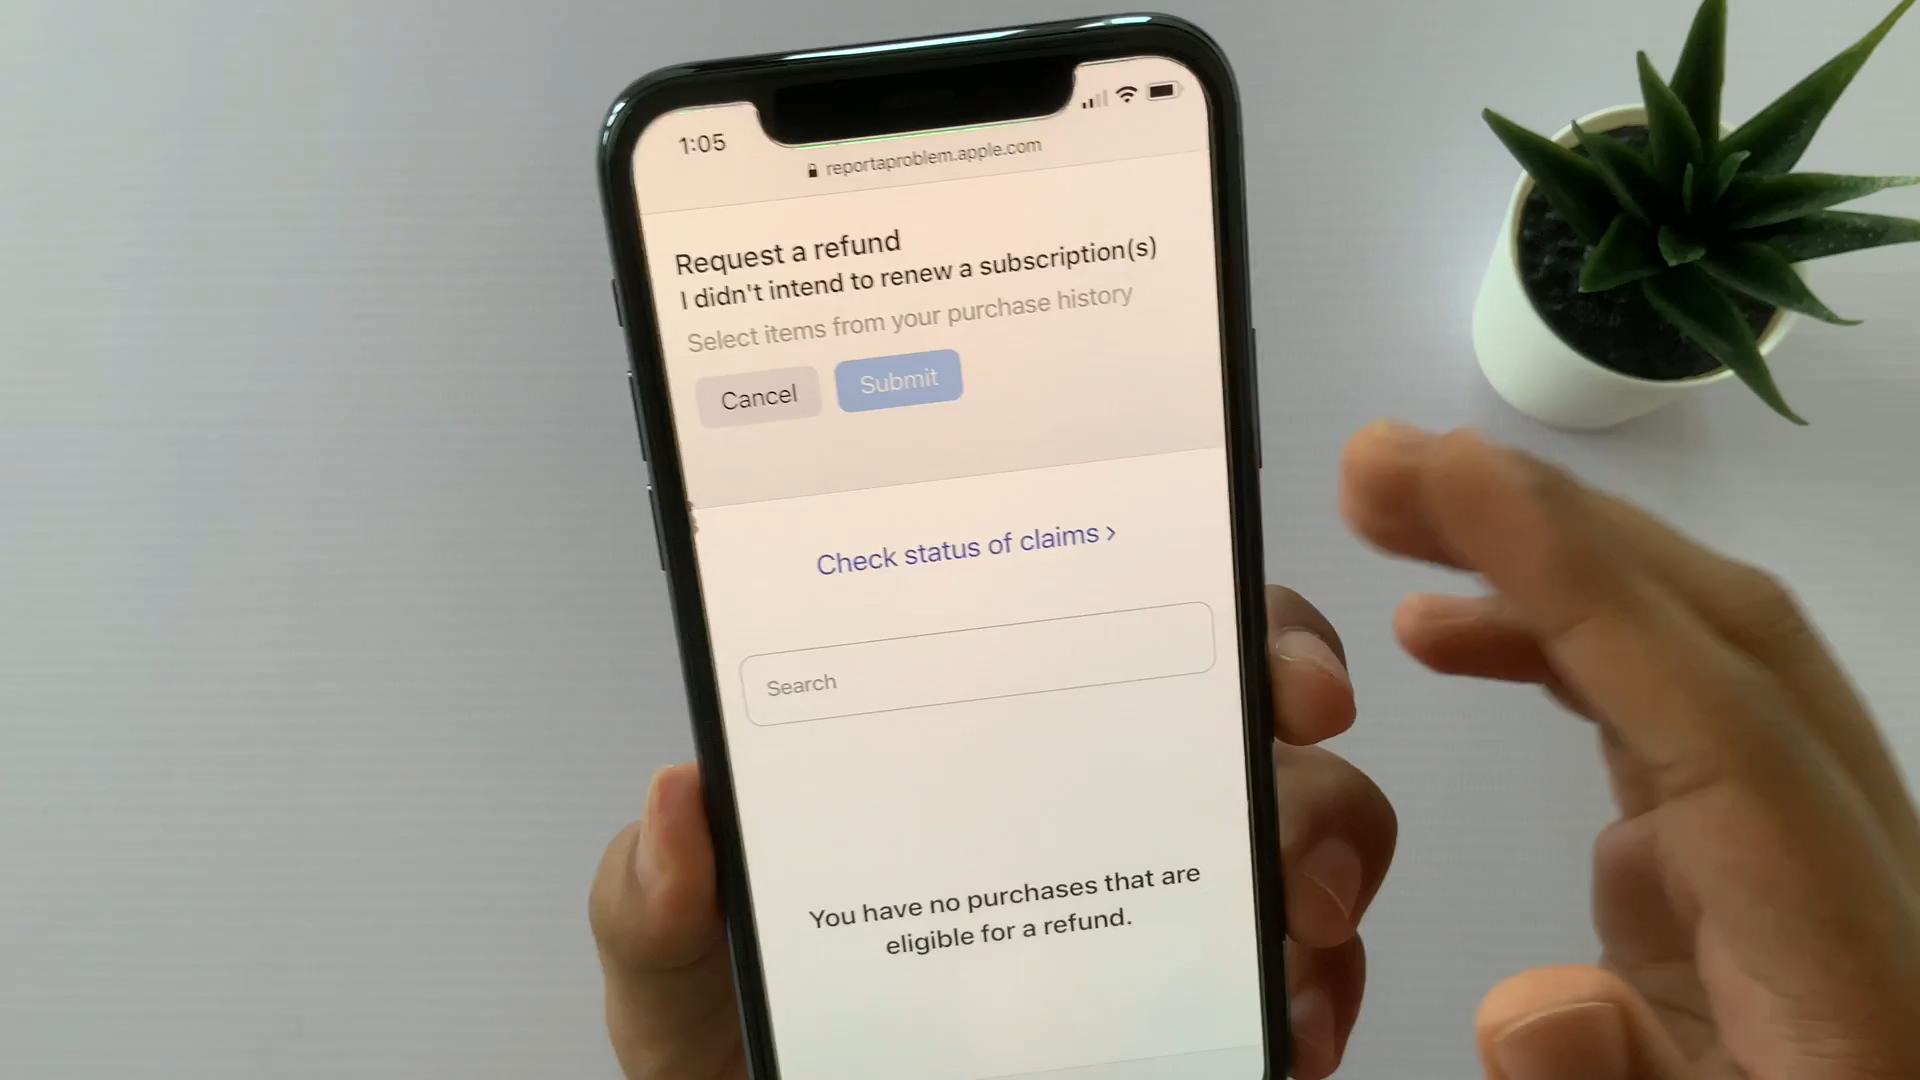 1:05
reportaproblem.apple.com
Request a refund
I didn't intend to renew a subscription(s)
Select items from your purchase history
Cancel Submit
Check status of claims >
Search
You have no purchases that are
eligible for a refund.